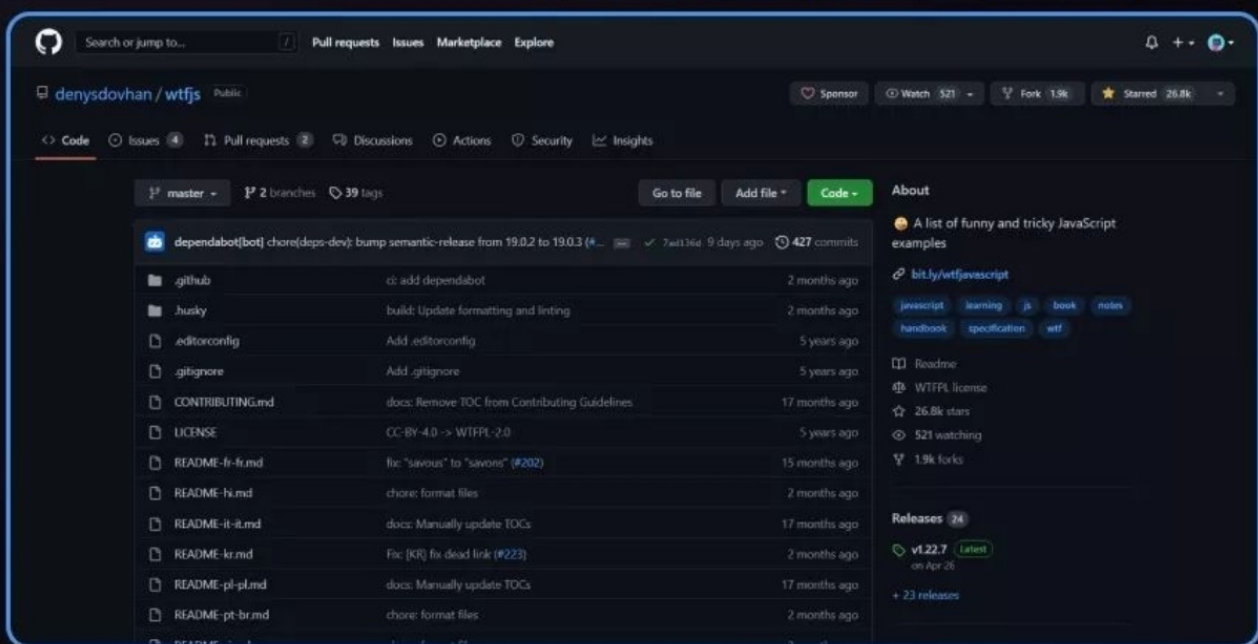 Search or jump to... /
Pull requests Issues Marketplace Explore
denysdovhan / wtfjs Public
Sponsor Watch 521 Fork 1.9k Starred 26.8k
Code Issues 4 Pull requests 2 Discussions Actions Security Insights
master 2 branches 39 tags Go to file Add file Code
dependabot[bot] chore(deps-dev): bump semantic-release from 19.0.2 to 19.0.3 (#... 7ad136d 9 days ago 427 commits
.github ci: add dependabot 2 months ago
.husky build: Update formatting and linting 2 months ago
.editorconfig Add .editorconfig 5 years ago
.gitignore Add .gitignore 5 years ago
CONTRIBUTING.md docs: Remove TOC from Contributing Guidelines 17 months ago
LICENSE CC-BY-4.0 -> WTFPL-2.0 5 years ago
README-fr-fr.md fix: "savous" to "savons" (#202) 15 months ago
README-hi.md chore: format files 2 months ago
README-it-it.md docs: Manually update TOCs 17 months ago
README-kr.md Fix: [KR] fix dead link (#223) 2 months ago
README-pl-pl.md docs: Manually update TOCs 17 months ago
README-pt-br.md chore: format files 2 months ago
About
A list of funny and tricky JavaScript
examples
bit.ly/wtfjavascript
javascript learning js book notes
handbook specification wtf
Readme
WTFPL license
26.8k stars
521 watching
1.9k forks
Releases 24
v1.22.7 Latest
on Apr 26
+ 23 releases